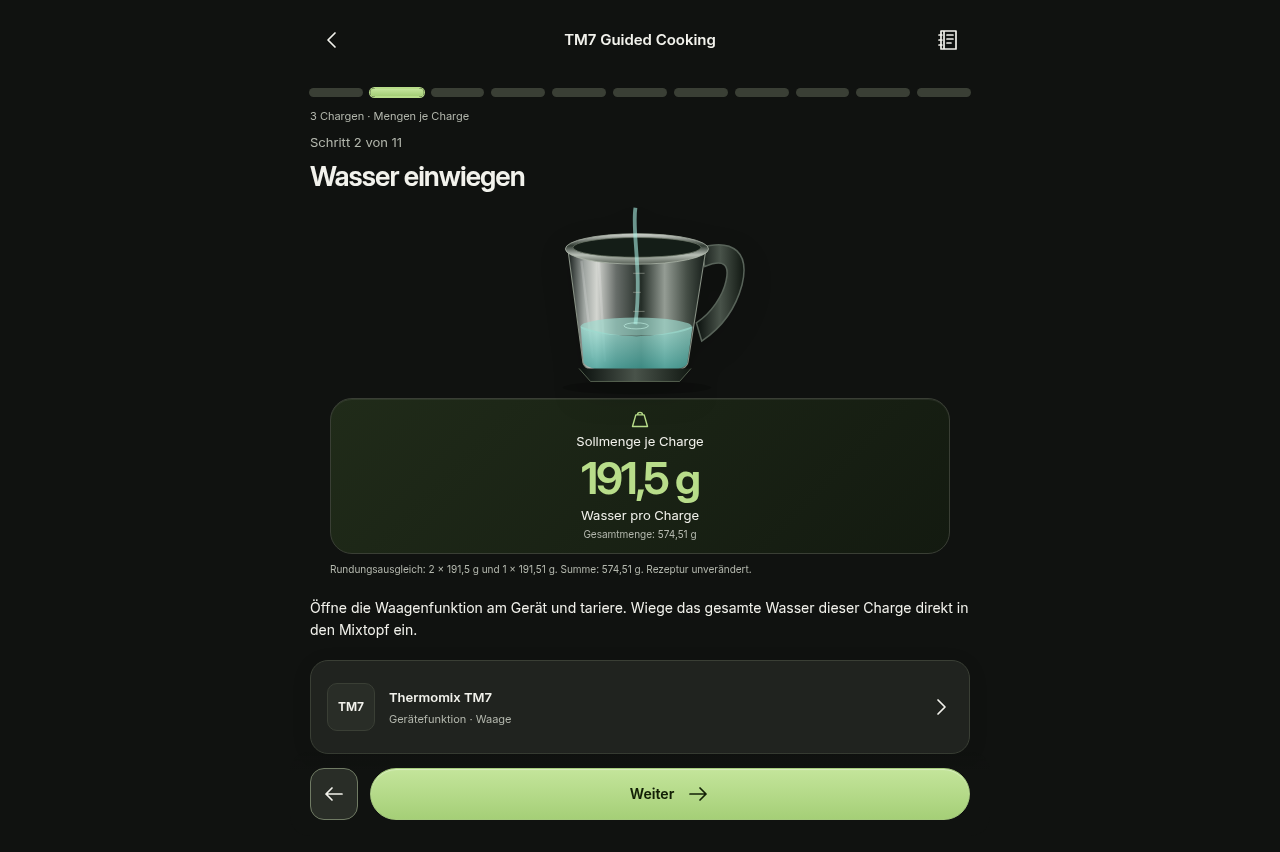 TM7 Guided Cooking
3 Chargen · Mengen je Charge
Schritt 2 von 11
Wasser einwiegen
Sollmenge je Charge
191,5 g
Wasser pro Charge
Gesamtmenge: 574,51 g
Rundungsausgleich: 2 × 191,5 g und 1 × 191,51 g. Summe: 574,51 g. Rezeptur unverändert.
Öffne die Waagenfunktion am Gerät und tariere. Wiege das gesamte Wasser dieser Charge direkt in
den Mixtopf ein.
TM7
Thermomix TM7
Gerätefunktion · Waage
Weiter